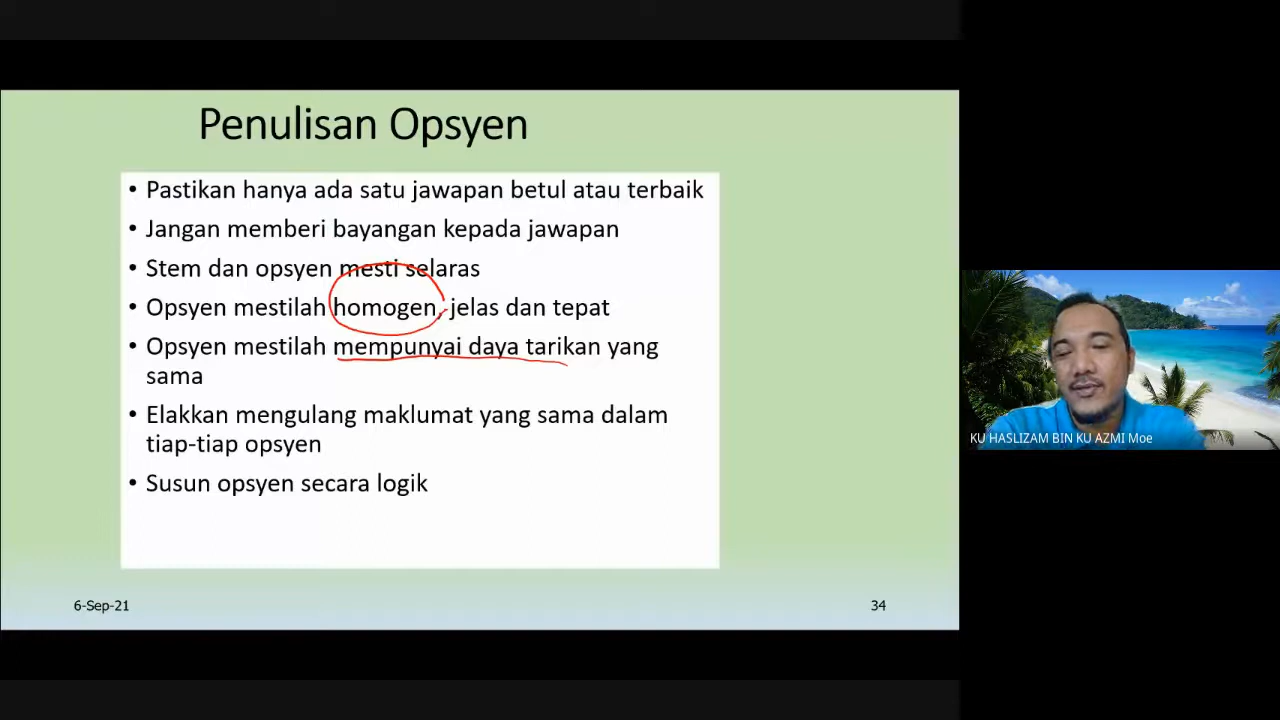 Penulisan Opsyen
• Pastikan hanya ada satu jawapan betul atau terbaik
• Jangan memberi bayangan kepada jawapan
• Stem dan opsyen mesti selaras
• Opsyen mestilah homogen, jelas dan tepat
• Opsyen mestilah mempunyai daya tarikan yang
sama
• Elakkan mengulang maklumat yang sama dalam
tiap-tiap opsyen
• Susun opsyen secara logik
6-Sep-21
34
KU HASLIZAM BIN KU AZMI Moe